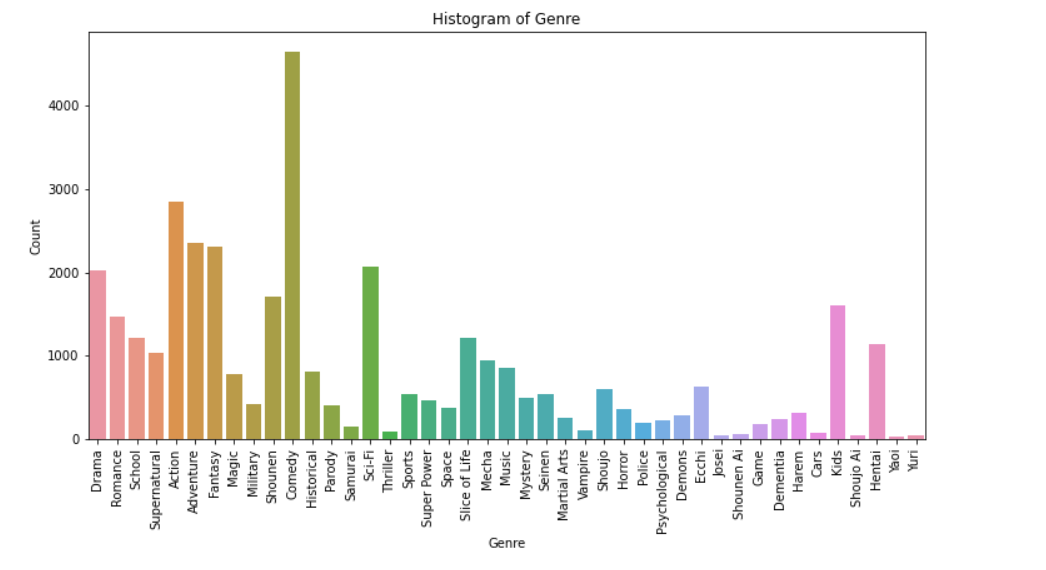 Histogram of Genre
Count
4000
3000
2000
1000
0
Drama
Romance
School
Supernatural
Action
Adventure
Fantasy
Magic
Military
Shounen
Comedy
Historical
Parody
Samurai
Sci-Fi
Thriller
Sports
Super Power
Space
Slice of Life
Mecha
Music
Mystery
Seinen
Martial Arts
Vampire
Shoujo
Horror
Police
Psychological
Demons
Ecchi
Josei
Shounen Ai
Game
Dementia
Harem
Cars
Kids
Shoujo Ai
Hentai
Yaoi
Yuri
Genre